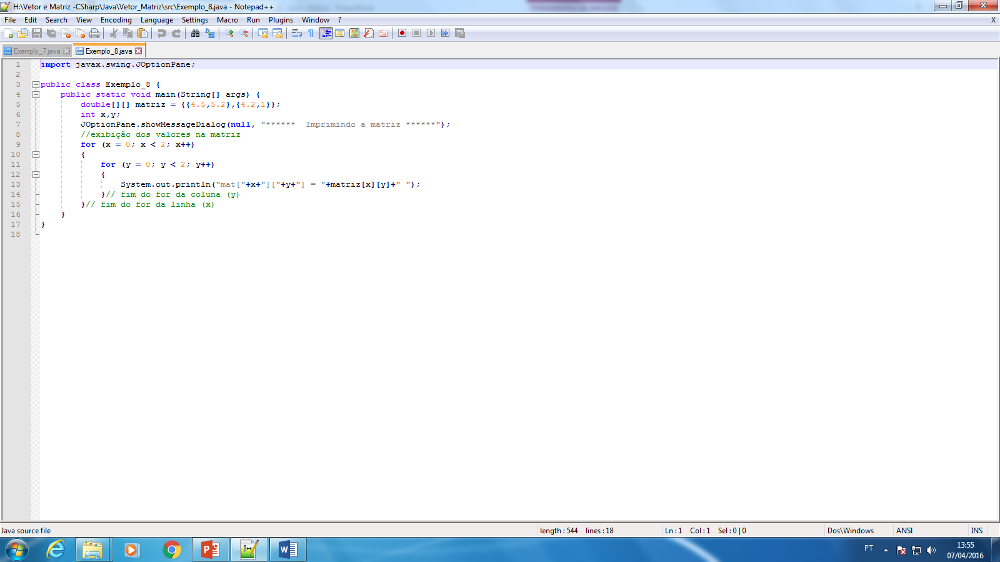 H:\Vetor e Matriz -CSharp\Java\Vetor_Matriz\src\Exemplo_8.java - Notepad++
File Edit Search View Encoding Language Settings Macro Run Plugins Window ? X
Exemplo_7.java Exemplo_8.java
1 import javax.swing.JOptionPane;
2
3 public class Exemplo_8 {
4 public static void main(String[] args) {
5 double[][] matriz = {{4.5,5.2},{4.2,1}};
6 int x,y;
7 JOptionPane.showMessageDialog(null, "******  Imprimindo a matriz ******");
8 //exibição dos valores na matriz
9 for (x = 0; x < 2; x++)
10 {
11 for (y = 0; y < 2; y++)
12 {
13 System.out.println("mat["+x+"]["+y+"] = "+matriz[x][y]+" ");
14 }// fim do for da coluna (y)
15 }// fim do for da linha (x)
16 }
17 }
18
Java source file length : 544 lines : 18 Ln : 1 Col : 1 Sel : 0 | 0 Dos\Windows ANSI INS
PT 13:55
07/04/2016